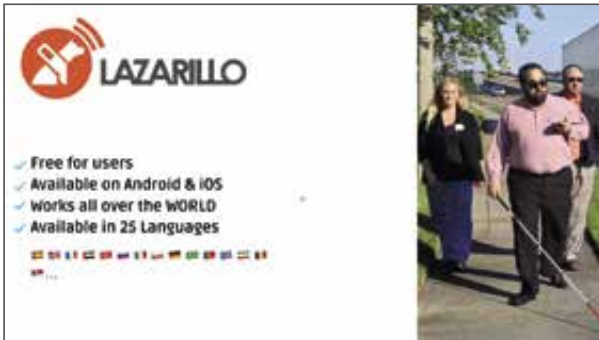 LAZARILLO
Free for users
Available on Android & iOS
Works all over the WORLD
Available in 25 Languages
...